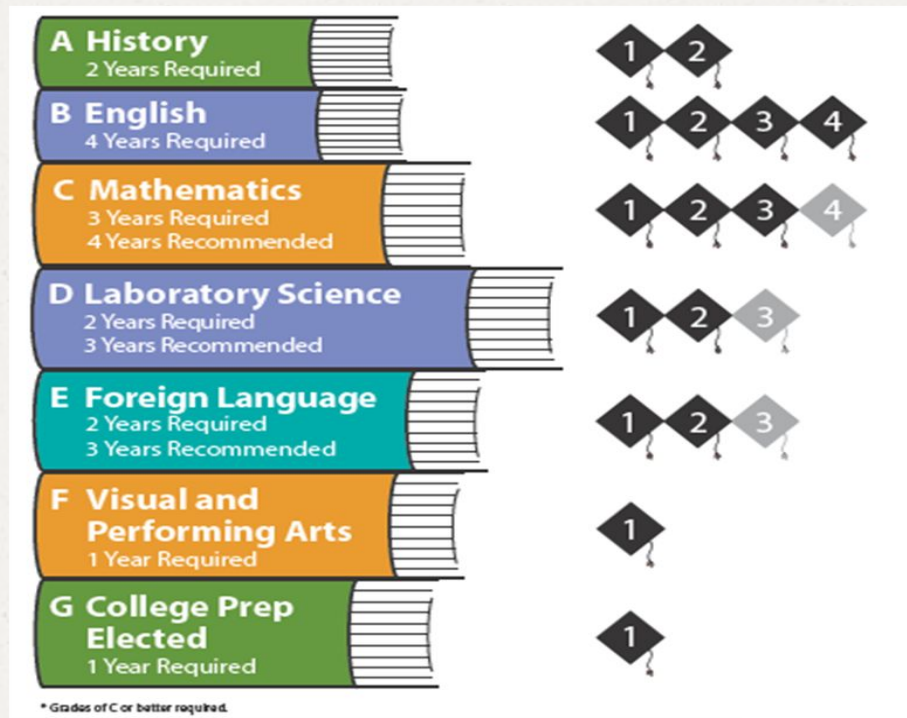 A History
2 Years Required
1 2
B English
4 Years Required
1 2 3 4
C Mathematics
3 Years Required
4 Years Recommended
1 2 3 4
D Laboratory Science
2 Years Required
3 Years Recommended
1 2 3
E Foreign Language
2 Years Required
3 Years Recommended
1 2 3
F Visual and
Performing Arts
1 Year Required
1
G College Prep
Elected
1 Year Required
1
* Grades of C or better required.